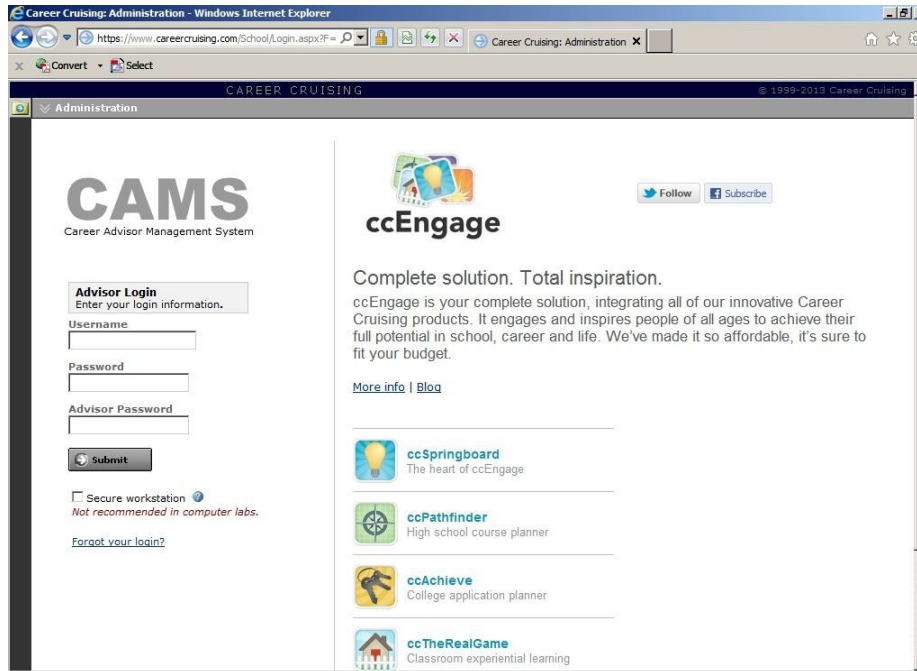 Career Cruising: Administration - Windows Internet Explorer
https://www.careercruising.com/School/Login.aspx?F=
Career Cruising: Administration
Convert
Select
CAREER CRUISING
© 1999-2013 Career Cruising
Administration
CAMS
Career Advisor Management System
Advisor Login
Enter your login information.
Username
Password
Advisor Password
Submit
Secure workstation
Not recommended in computer labs.
Forgot your login?
ccEngage
Follow
Subscribe
Complete solution. Total inspiration.
ccEngage is your complete solution, integrating all of our innovative Career
Cruising products. It engages and inspires people of all ages to achieve their
full potential in school, career and life. We've made it so affordable, it's sure to
fit your budget.
More info | Blog
ccSpringboard
The heart of ccEngage
ccPathfinder
High school course planner
ccAchieve
College application planner
ccTheRealGame
Classroom experiential learning